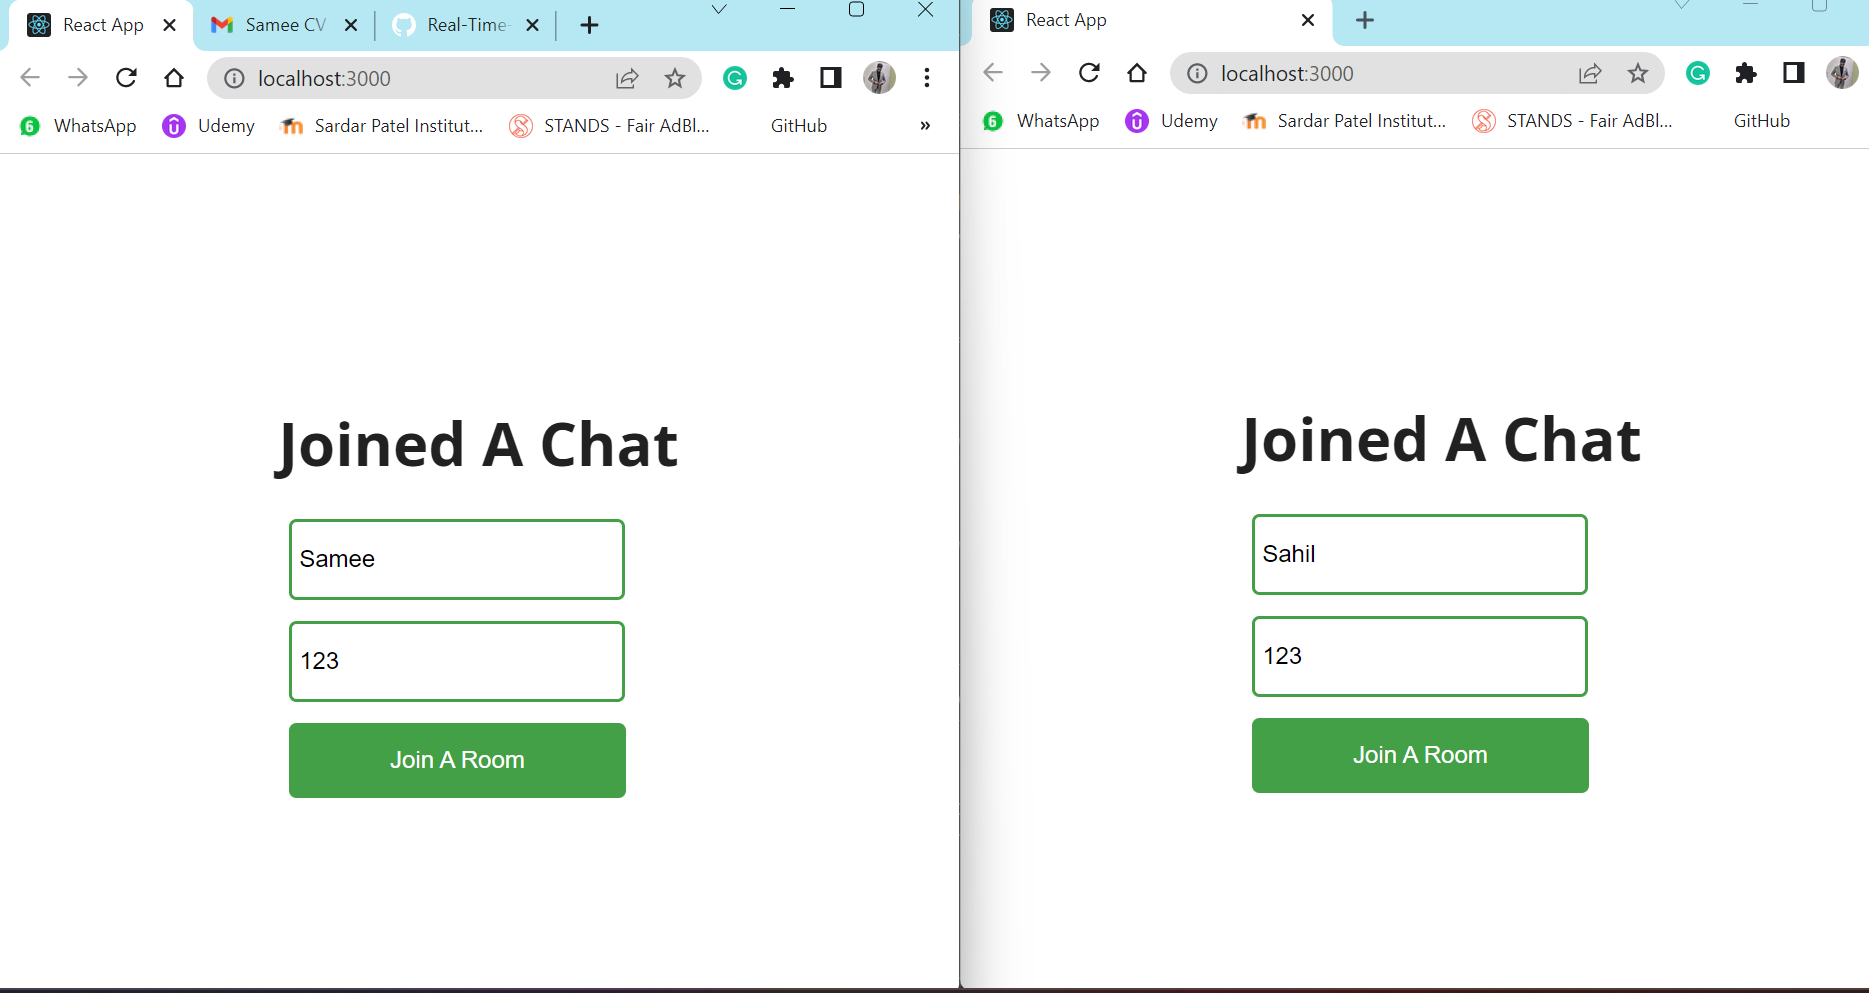 React App
Samee CV
Real-Time-
localhost:3000
WhatsApp
Udemy
Sardar Patel Institut...
STANDS - Fair AdBl...
GitHub
»
Joined A Chat
Samee
123
Join A Room
React App
localhost:3000
WhatsApp
Udemy
Sardar Patel Institut...
STANDS - Fair AdBl...
GitHub
Joined A Chat
Sahil
123
Join A Room